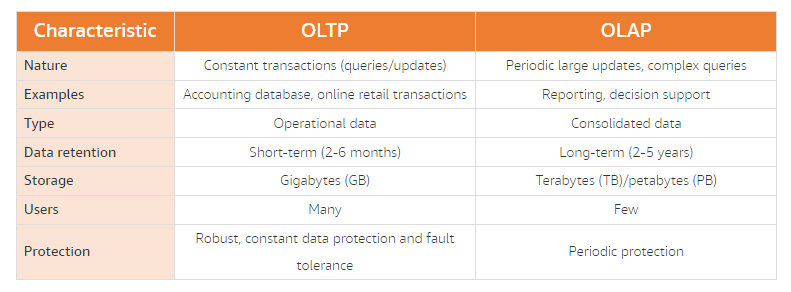 Characteristic OLTP OLAP
Nature Constant transactions (queries/updates) Periodic large updates, complex queries
Examples Accounting database, online retail transactions Reporting, decision support
Type Operational data Consolidated data
Data retention Short-term (2-6 months) Long-term (2-5 years)
Storage Gigabytes (GB) Terabytes (TB)/petabytes (PB)
Users Many Few
Protection Robust, constant data protection and fault
tolerance Periodic protection